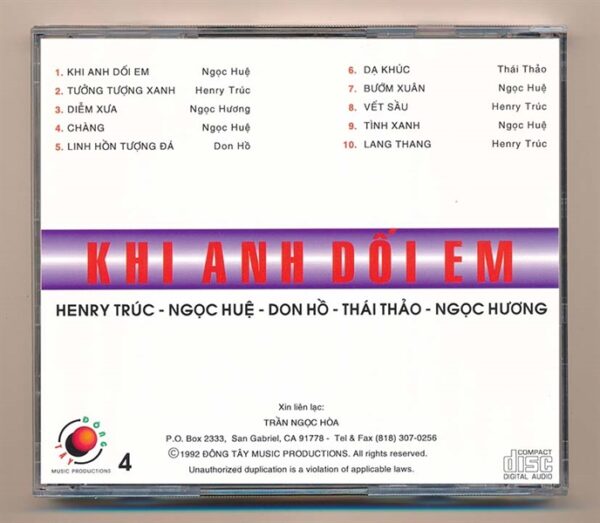 1. KHI ANH DỐI EM Ngọc Huệ
2. TƯỞNG TƯỢNG XANH Henry Trúc
3. DIỄM XƯA Ngọc Hương
4. CHÀNG Ngọc Huệ
5. LINH HỒN TƯỢNG ĐÁ Don Hồ
6. DẠ KHÚC Thái Thảo
7. BƯỚM XUÂN Ngọc Huệ
8. VẾT SẦU Henry Trúc
9. TÌNH XANH Ngọc Huệ
10. LANG THANG Henry Trúc
KHI ANH DỐI EM
HENRY TRÚC - NGỌC HUỆ - DON HỒ - THÁI THẢO - NGỌC HƯƠNG
Xin liên lạc:
TRẦN NGỌC HÒA
P.O. Box 2333, San Gabriel, CA 91778 - Tel & Fax (818) 307-0256
©1992 ĐÔNG TÂY MUSIC PRODUCTIONS. All rights reserved.
Unauthorized duplication is a violation of applicable laws.
ĐÔNG TÂY
MUSIC PRODUCTIONS
4
COMPACT
disc
DIGITAL AUDIO